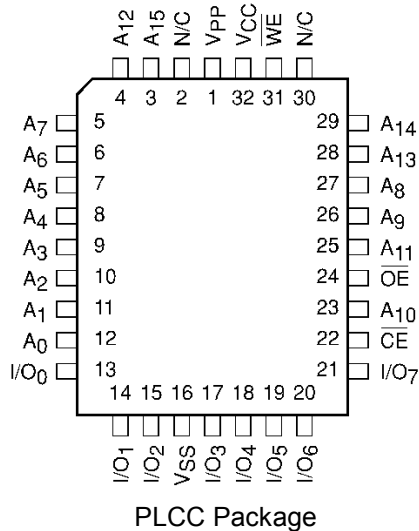 A12 A15 N/C VPP VCC W̅E̅ N/C
4 3 2 1 32 31 30
A7 5 29 A14
A6 6 28 A13
A5 7 27 A8
A4 8 26 A9
A3 9 25 A11
A2 10 24 O̅E̅
A1 11 23 A10
A0 12 22 C̅E̅
I/O0 13 21 I/O7
14 15 16 17 18 19 20
I/O1 I/O2 VSS I/O3 I/O4 I/O5 I/O6
PLCC Package